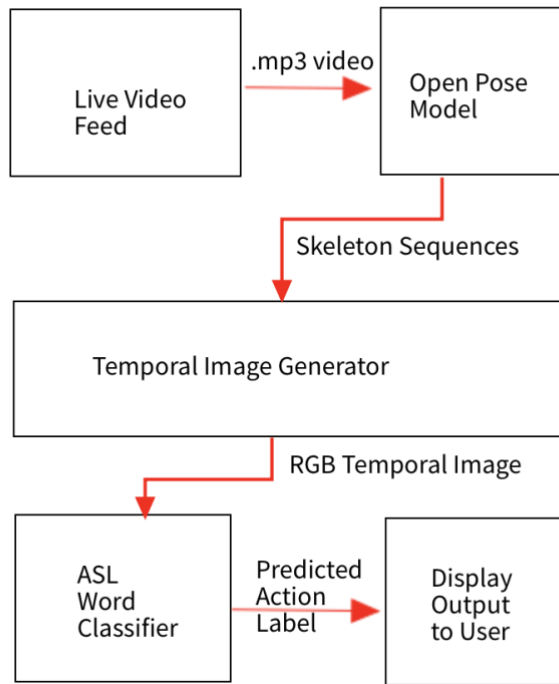 .mp3 video
Live Video
Feed
Open Pose
Model
Skeleton Sequences
Temporal Image Generator
RGB Temporal Image
ASL
Word
Classifier
Predicted
Action
Label
Display
Output
to User